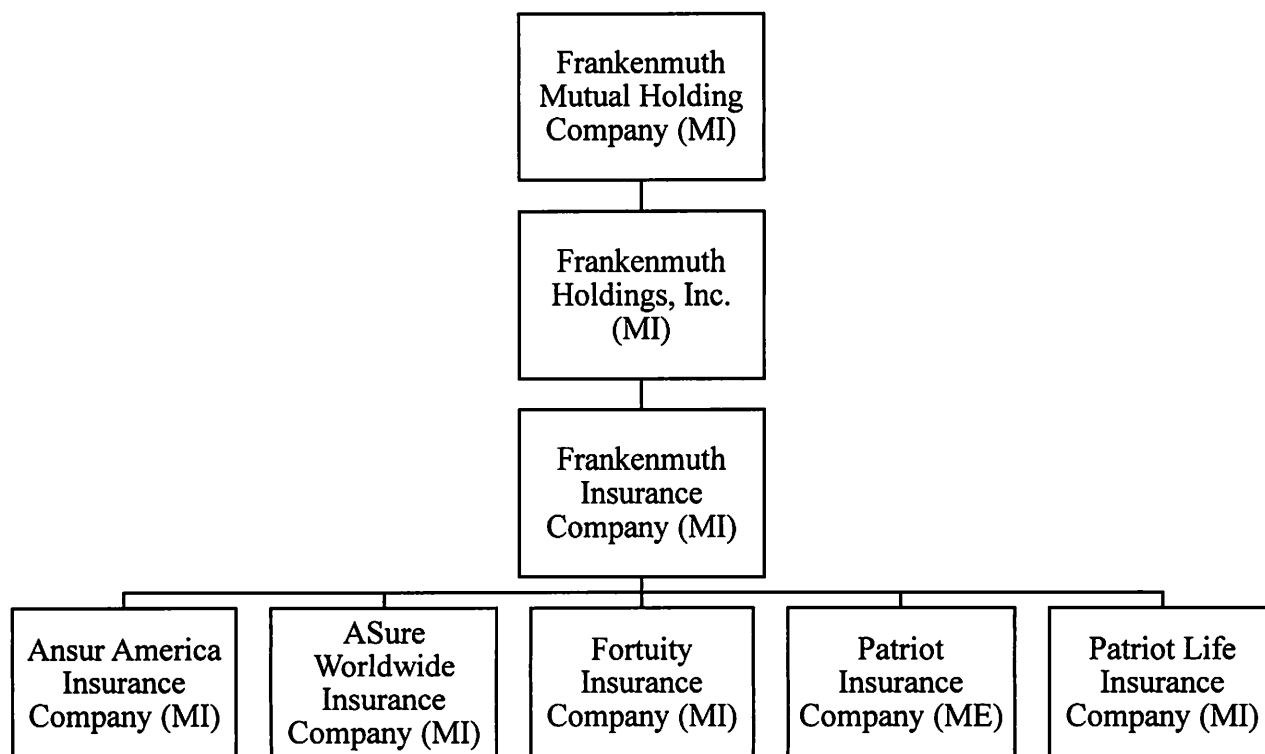 Frankenmuth
Mutual Holding
Company (MI)
Frankenmuth
Holdings, Inc.
(MI)
Frankenmuth
Insurance
Company (MI)
Ansur America
Insurance
Company (MI)
ASure
Worldwide
Insurance
Company (MI)
Fortuity
Insurance
Company (MI)
Patriot
Insurance
Company (ME)
Patriot Life
Insurance
Company (MI)